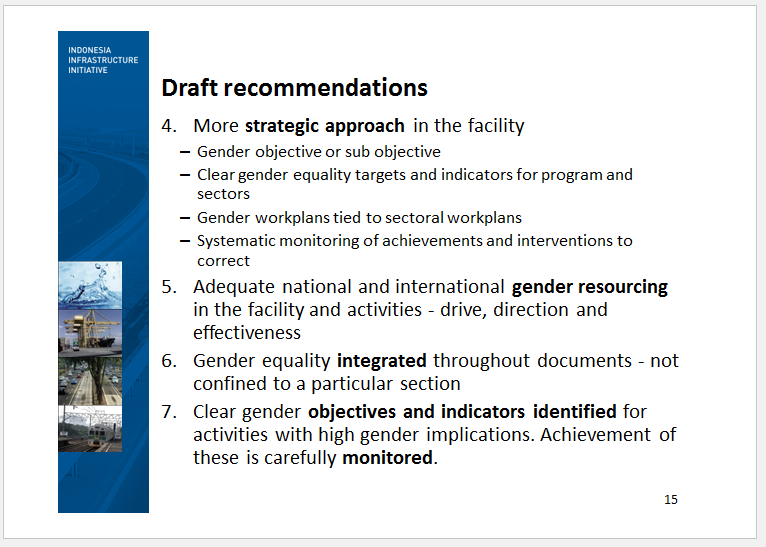 INDONESIA
INFRASTRUCTURE
INITIATIVE
Draft recommendations
4. More strategic approach in the facility
– Gender objective or sub objective
– Clear gender equality targets and indicators for program and
sectors
– Gender workplans tied to sectoral workplans
– Systematic monitoring of achievements and interventions to
correct
5. Adequate national and international gender resourcing
in the facility and activities - drive, direction and
effectiveness
6. Gender equality integrated throughout documents - not
confined to a particular section
7. Clear gender objectives and indicators identified for
activities with high gender implications. Achievement of
these is carefully monitored.
15